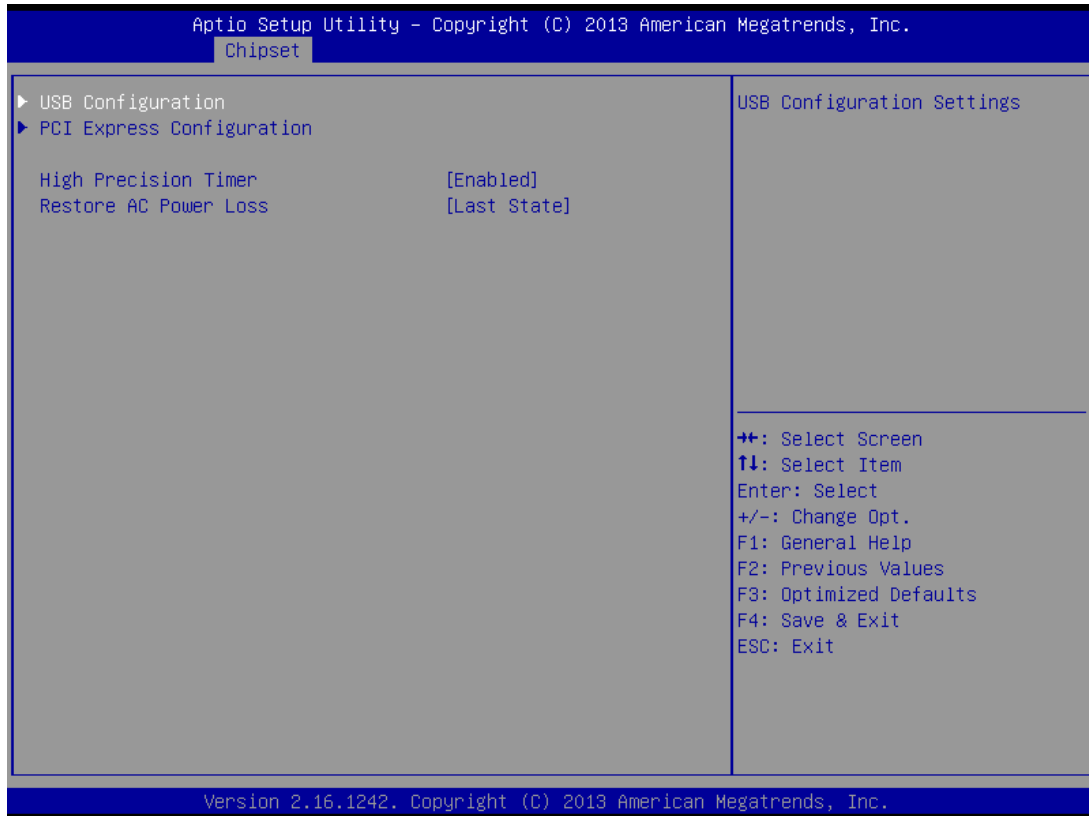 Aptio Setup Utility – Copyright (C) 2013 American Megatrends, Inc.
Chipset
▶ USB Configuration
▶ PCI Express Configuration
High Precision Timer [Enabled]
Restore AC Power Loss [Last State]
USB Configuration Settings
→←: Select Screen
↑↓: Select Item
Enter: Select
+/-: Change Opt.
F1: General Help
F2: Previous Values
F3: Optimized Defaults
F4: Save & Exit
ESC: Exit
Version 2.16.1242. Copyright (C) 2013 American Megatrends, Inc.